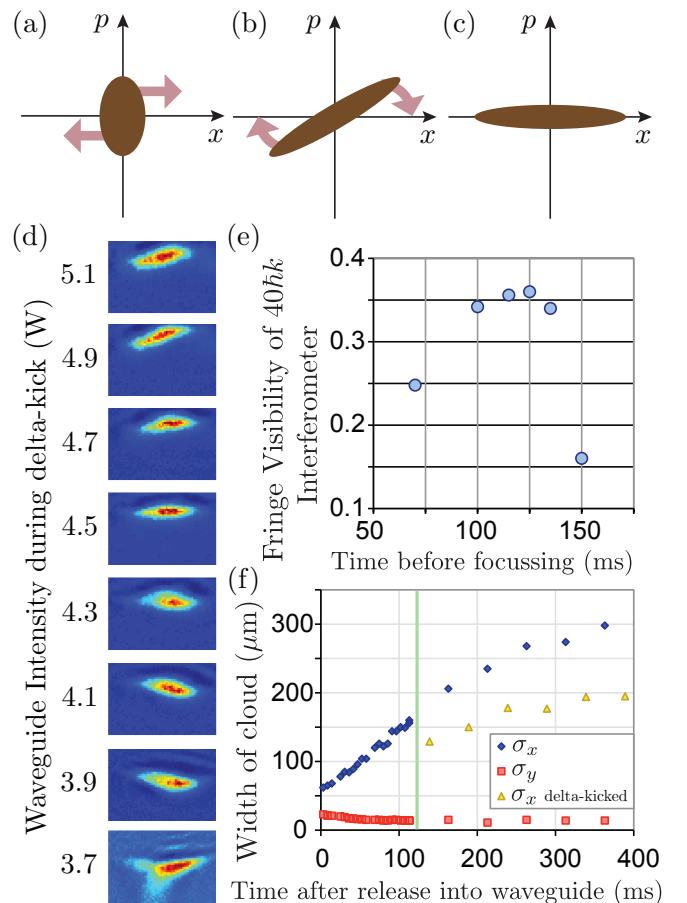 (a)
p
x
(b)
p
x
(c)
p
x
(d)
Waveguide Intensity during delta-kick (W)
5.1
4.9
4.7
4.5
4.3
4.1
3.9
3.7
(e)
Fringe Visibility of 40ℏk
Interferometer
0.4
0.3
0.2
0.1
50
100
150
Time before focussing (ms)
(f)
Width of cloud (μm)
300
200
100
0
0
100
200
300
400
σx
σy
σx delta-kicked
Time after release into waveguide (ms)